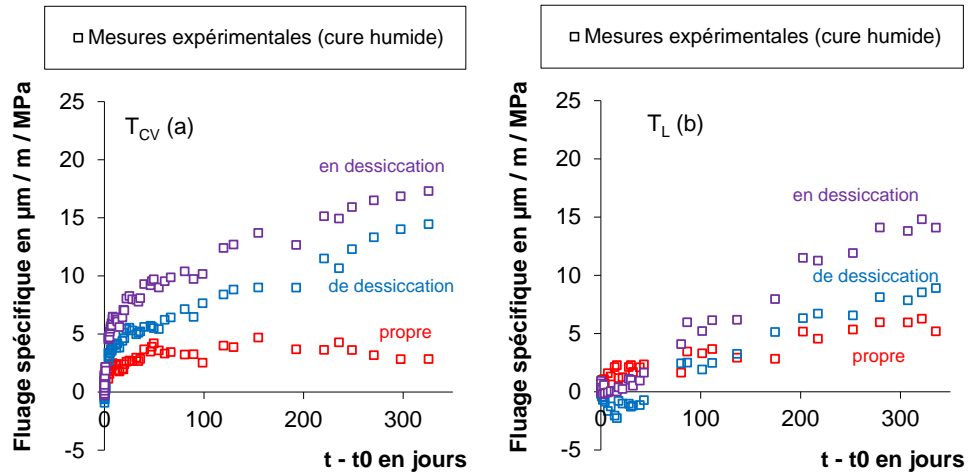 Mesures expérimentales (cure humide)
Fluage spécifique en µm / m / MPa
25
20
15
10
5
0
-5
T_CV (a)
en dessiccation
de dessiccation
propre
0
100
200
300
t - t0 en jours
Mesures expérimentales (cure humide)
Fluage spécifique en µm / m / MPa
25
20
15
10
5
0
-5
T_L (b)
en dessiccation
de dessiccation
propre
0
100
200
300
t - t0 en jours